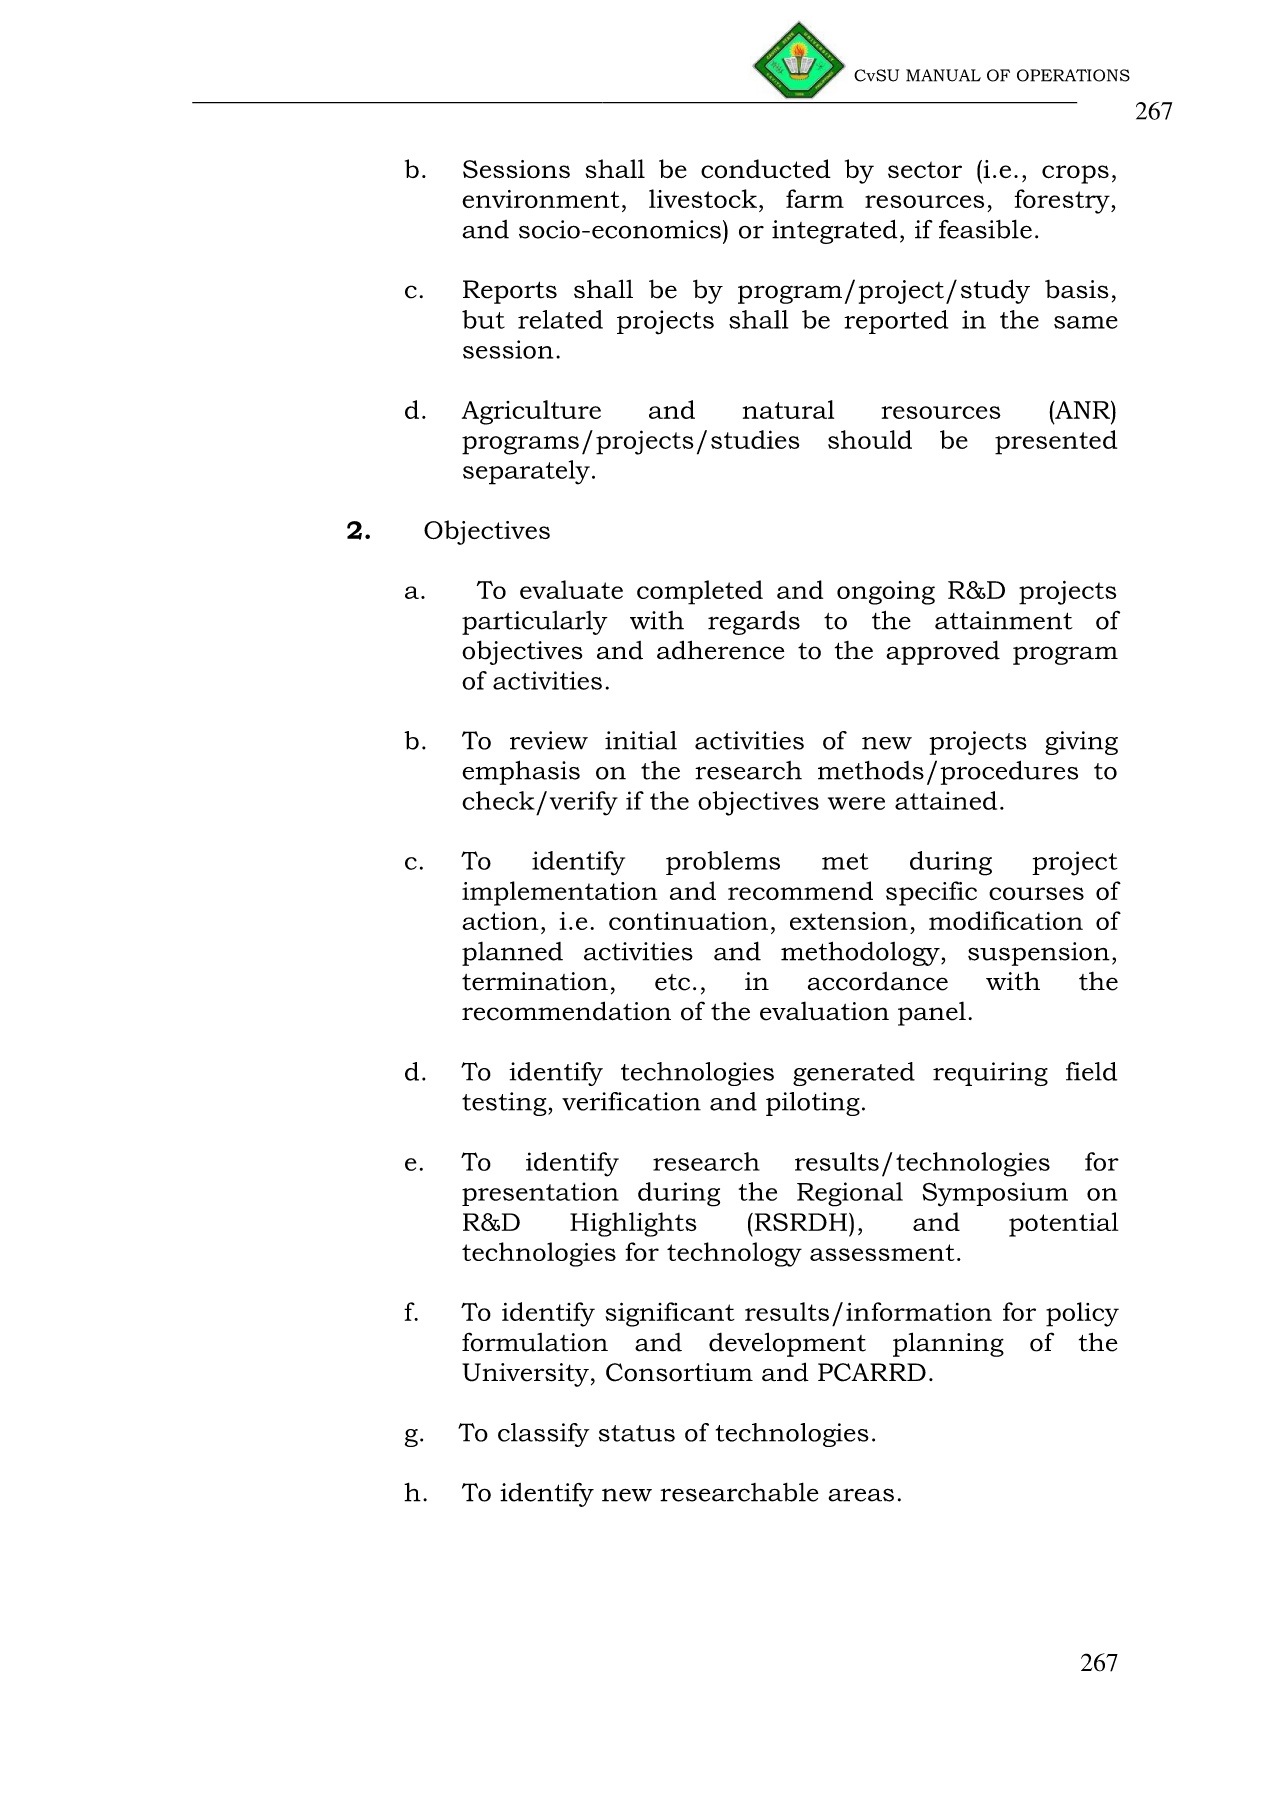 CvSU MANUAL OF OPERATIONS
267
b. Sessions shall be conducted by sector (i.e., crops,
environment, livestock, farm resources, forestry,
and socio-economics) or integrated, if feasible.
c. Reports shall be by program/project/study basis,
but related projects shall be reported in the same
session.
d. Agriculture and natural resources (ANR)
programs/projects/studies should be presented
separately.
2. Objectives
a. To evaluate completed and ongoing R&D projects
particularly with regards to the attainment of
objectives and adherence to the approved program
of activities.
b. To review initial activities of new projects giving
emphasis on the research methods/procedures to
check/verify if the objectives were attained.
c. To identify problems met during project
implementation and recommend specific courses of
action, i.e. continuation, extension, modification of
planned activities and methodology, suspension,
termination, etc., in accordance with the
recommendation of the evaluation panel.
d. To identify technologies generated requiring field
testing, verification and piloting.
e. To identify research results/technologies for
presentation during the Regional Symposium on
R&D Highlights (RSRDH), and potential
technologies for technology assessment.
f. To identify significant results/information for policy
formulation and development planning of the
University, Consortium and PCARRD.
g. To classify status of technologies.
h. To identify new researchable areas.
267